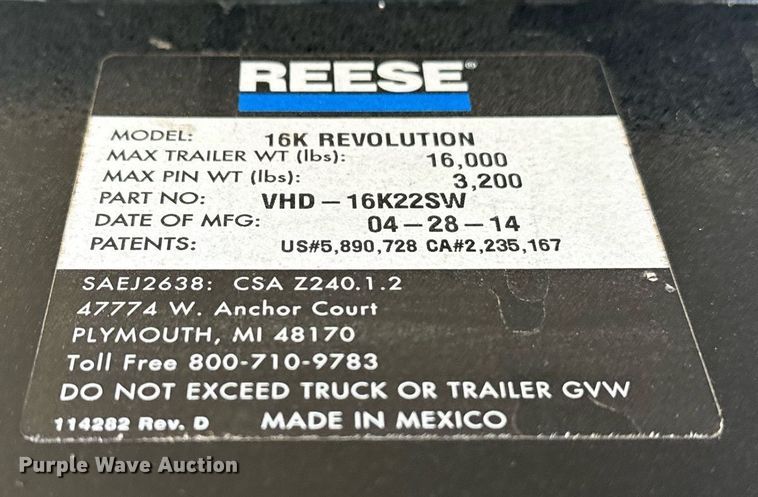 REESE®
MODEL: 16K REVOLUTION
MAX TRAILER WT (lbs): 16,000
MAX PIN WT (lbs): 3,200
PART NO: VHD-16K22SW
DATE OF MFG: 04-28-14
PATENTS: US#5,890,728 CA#2,235,167
SAEJ2638: CSA Z240.1.2
47774 W. Anchor Court
PLYMOUTH, MI 48170
Toll Free 800-710-9783
DO NOT EXCEED TRUCK OR TRAILER GVW
114282 Rev. D MADE IN MEXICO
Purple Wave Auction